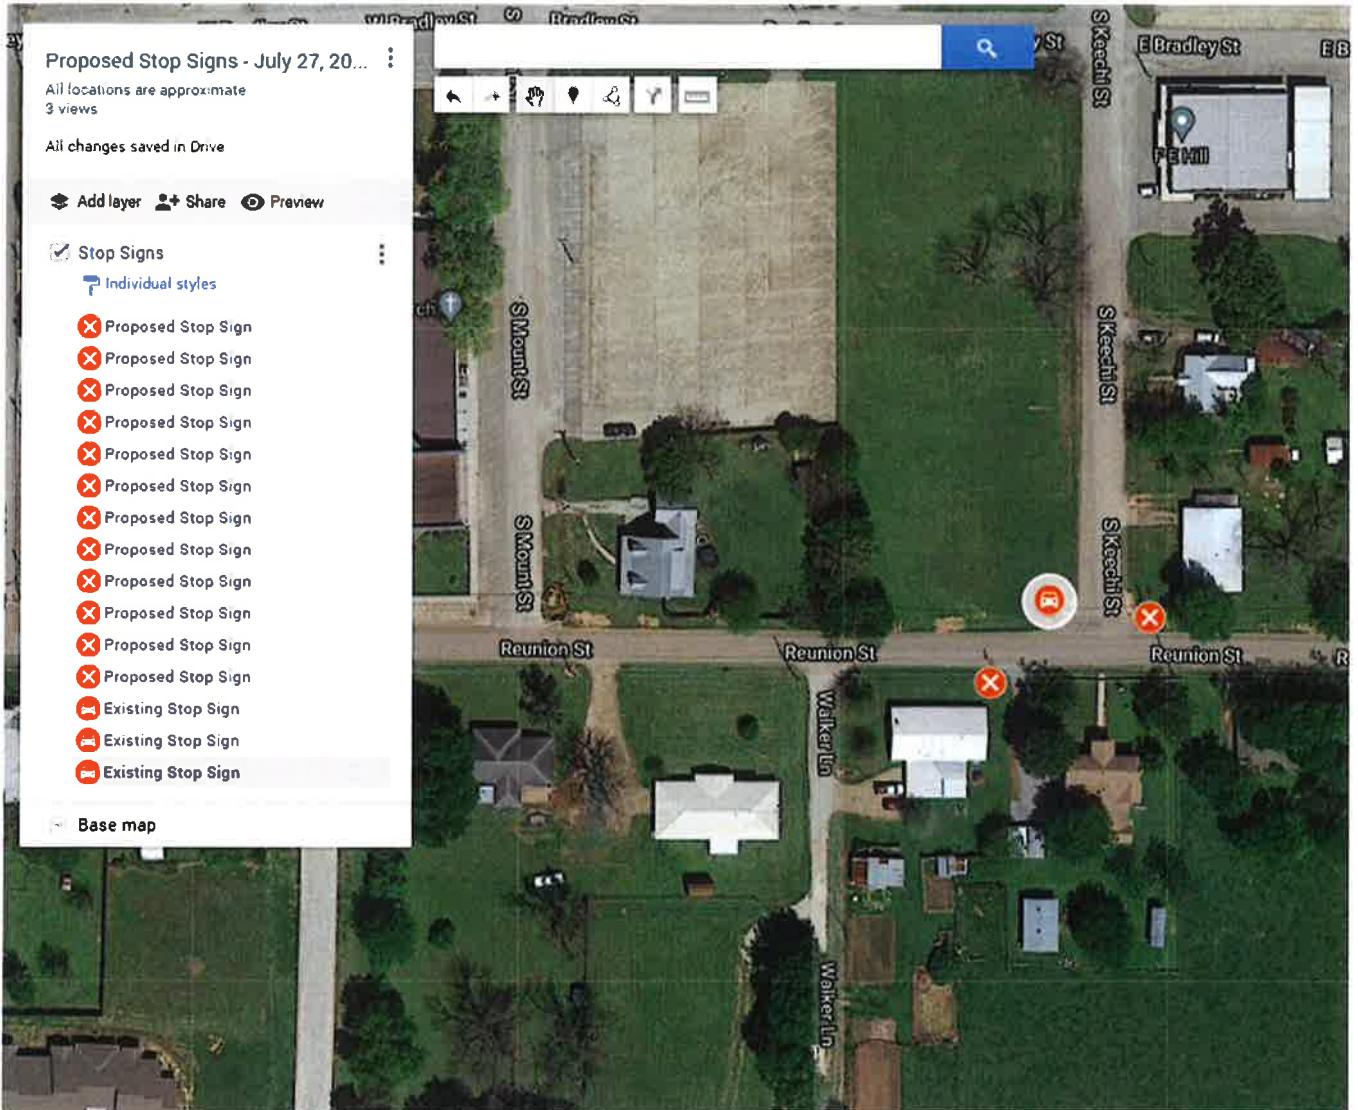 W Bradley St
Bradley St
y St
E Bradley St
E B
Proposed Stop Signs - July 27, 20...
All locations are approximate
3 views
All changes saved in Drive
Add layer
Share
Preview
Stop Signs
Individual styles
Proposed Stop Sign
Proposed Stop Sign
Proposed Stop Sign
Proposed Stop Sign
Proposed Stop Sign
Proposed Stop Sign
Proposed Stop Sign
Proposed Stop Sign
Proposed Stop Sign
Proposed Stop Sign
Proposed Stop Sign
Proposed Stop Sign
Existing Stop Sign
Existing Stop Sign
Existing Stop Sign
Base map
S Keechi St
F E Hill
ch
S Mount St
S Keechi St
S Mount St
S Keechi St
Reunion St
Reunion St
Reunion St
R
Walker Ln
Walker Ln